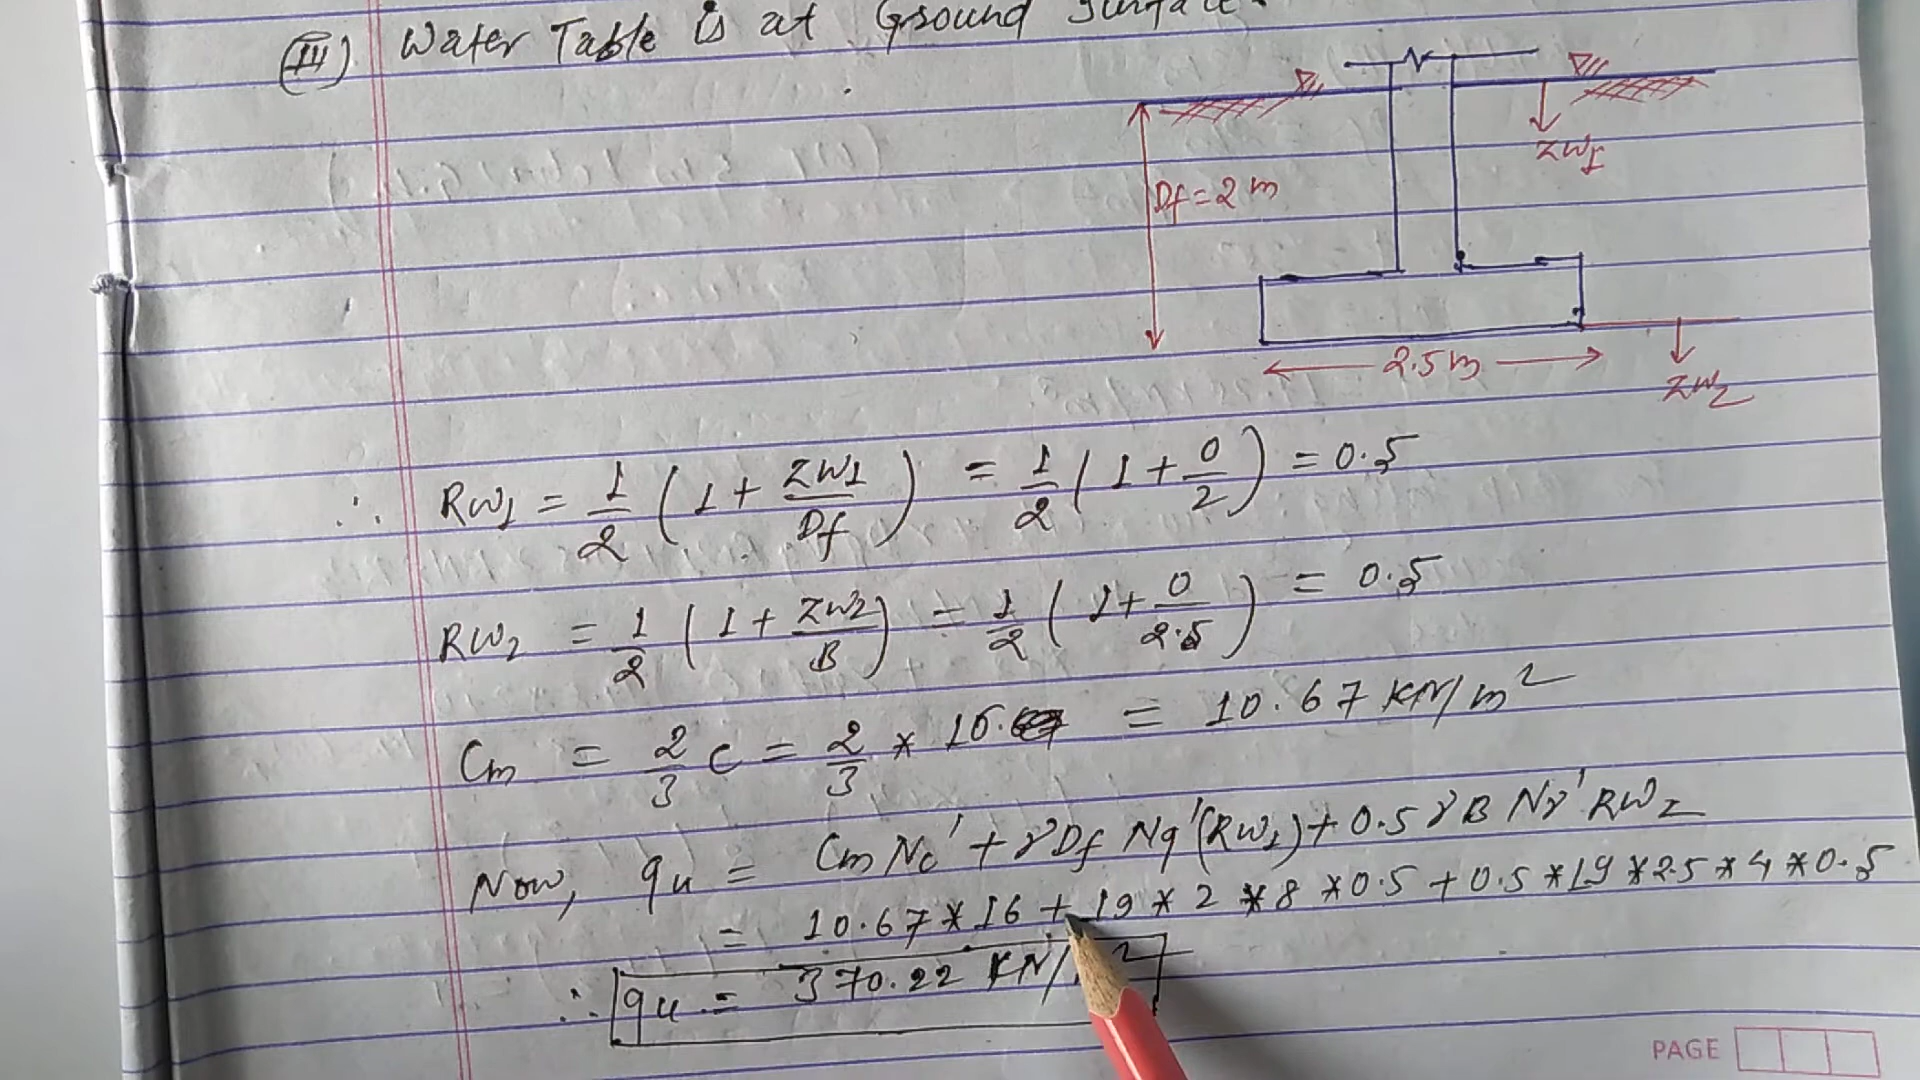 (III) Water Table is at Ground Surface.
Zw1
Df = 2 m
2.5 m
Zw2
∴ Rw1 = 1/2 (1 + Zw1/Df) = 1/2 (1 + 0/2) = 0.5
Rw2 = 1/2 (1 + Zw2/B) = 1/2 (1 + 0/2.5) = 0.5
Cm = 2/3 C = 2/3 * 16 = 10.67 KN/m²
Now, qu = CmNc' + γDf Nq'(Rw1) + 0.5 γB Nγ' Rw2
= 10.67 * 16 + 19 * 2 * 8 * 0.5 + 0.5 * 19 * 2.5 * 4 * 0.5
∴ qu = 370.22 KN/ 2
PAGE